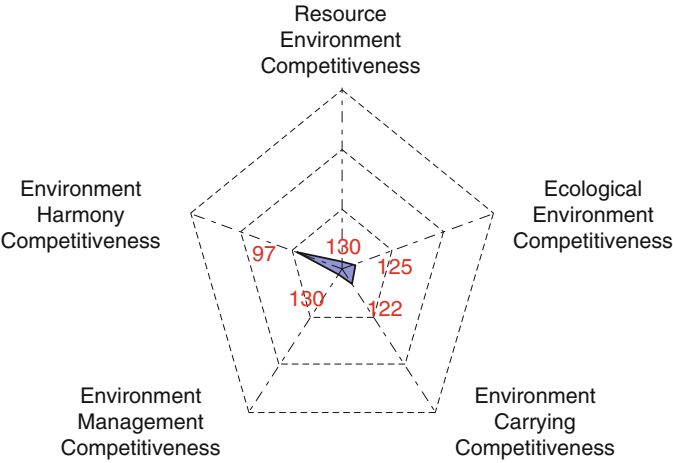 Resource
Environment
Competitiveness
Environment
Harmony
Competitiveness
Ecological
Environment
Competitiveness
97
130
125
130
122
Environment
Management
Competitiveness
Environment
Carrying
Competitiveness